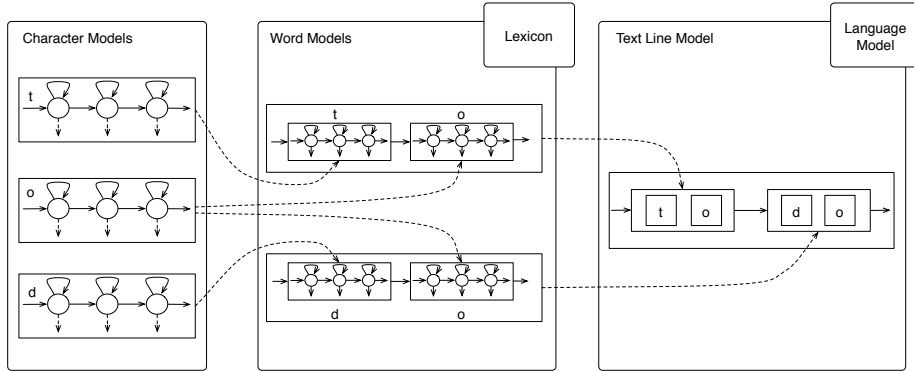 Character Models
t
o
d
Word Models
Lexicon
t o
d o
Text Line Model
Language
Model
t o d o